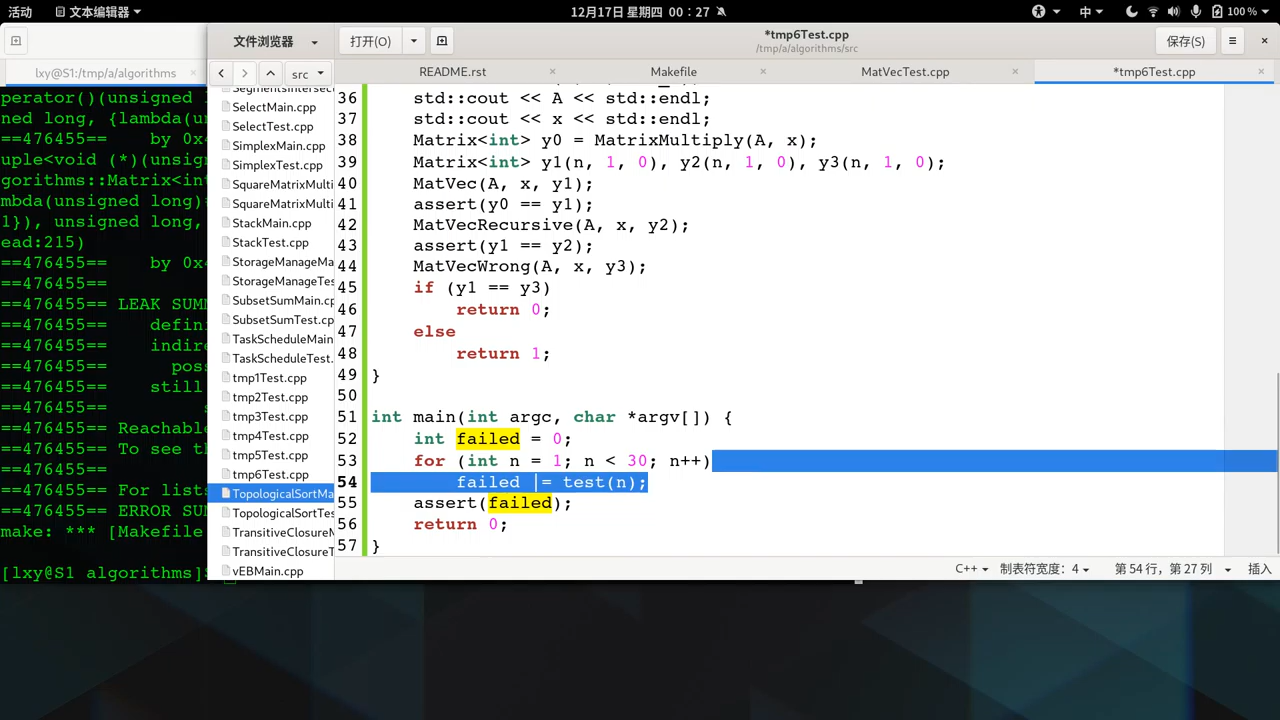 活动 文本编辑器 12月17日 星期四 00:27 中 100 %
文件浏览器 打开(O) *tmp6Test.cpp 保存(S)
/tmp/a/algorithms/src
lxy@S1:/tmp/a/algorithms × src README.rst × Makefile × MatVecTest.cpp × *tmp6Test.cpp ×
perator()(unsigned l
ned long, {lambda(un
==476455== by 0x4
uple<void (*)(unsign
gorithms::Matrix<int
mbda(unsigned long)#
1}), unsigned long,
ead:215)
==476455== by 0x4
==476455==
==476455== LEAK SUMM
==476455== defin
==476455== indire
==476455== poss
==476455== still
==476455== s
==476455== Reachable
==476455== To see th
==476455==
==476455== For lists
==476455== ERROR SUM
make: *** [Makefile
[lxy@S1 algorithms]$
SelectMain.cpp
SelectTest.cpp
SimplexMain.cpp
SimplexTest.cpp
SquareMatrixMulti
SquareMatrixMulti
StackMain.cpp
StackTest.cpp
StorageManageMa
StorageManageTes
SubsetSumMain.cp
SubsetSumTest.cp
TaskScheduleMain
TaskScheduleTest.
tmp1Test.cpp
tmp2Test.cpp
tmp3Test.cpp
tmp4Test.cpp
tmp5Test.cpp
tmp6Test.cpp
TopologicalSortMa
TopologicalSortTes
TransitiveClosureM
TransitiveClosureT
vEBMain.cpp
36 std::cout << A << std::endl;
37 std::cout << x << std::endl;
38 Matrix<int> y0 = MatrixMultiply(A, x);
39 Matrix<int> y1(n, 1, 0), y2(n, 1, 0), y3(n, 1, 0);
40 MatVec(A, x, y1);
41 assert(y0 == y1);
42 MatVecRecursive(A, x, y2);
43 assert(y1 == y2);
44 MatVecWrong(A, x, y3);
45 if (y1 == y3)
46 return 0;
47 else
48 return 1;
49 }
50
51 int main(int argc, char *argv[]) {
52 int failed = 0;
53 for (int n = 1; n < 30; n++)
54 failed |= test(n);
55 assert(failed);
56 return 0;
57 }
C++ 制表符宽度：4 第 54 行，第 27 列 插入